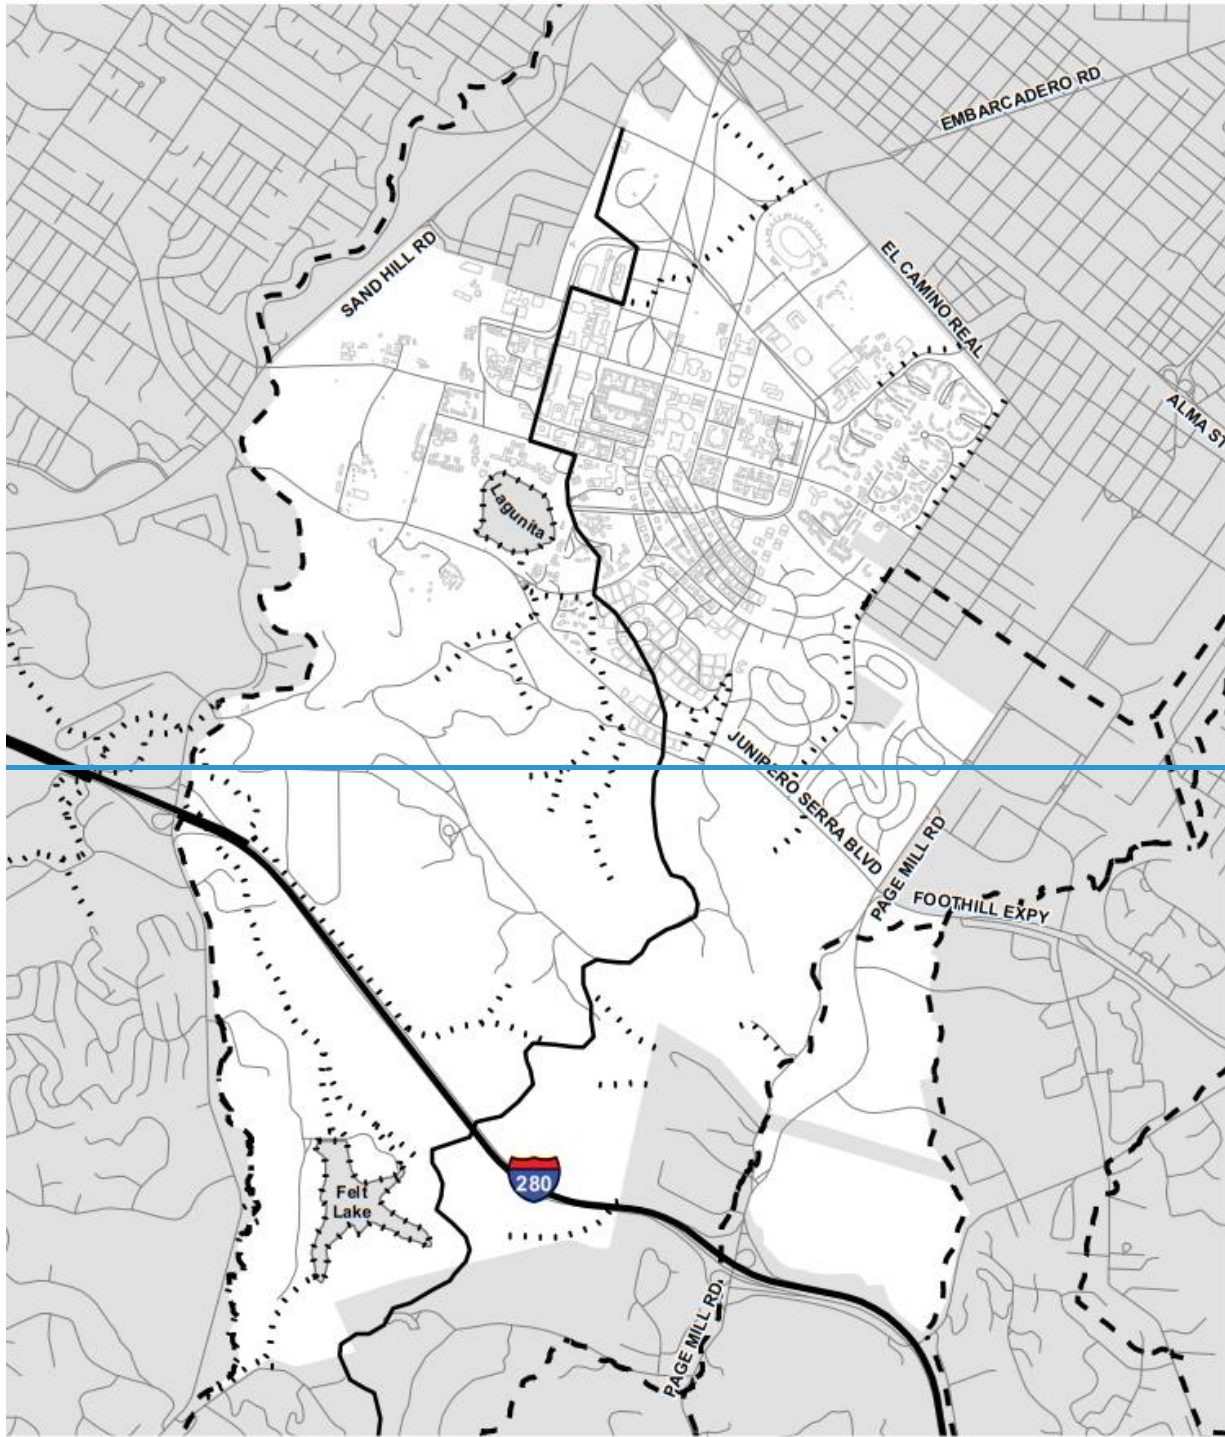 EMBARCADERO RD
SAND HILL RD
EL CAMINO REAL
ALMA ST
Lagunita
JUNIPERO SERRA BLVD
PAGE MILL RD
FOOTHILL EXPY
280
Felt
Lake
PAGE MILL RD